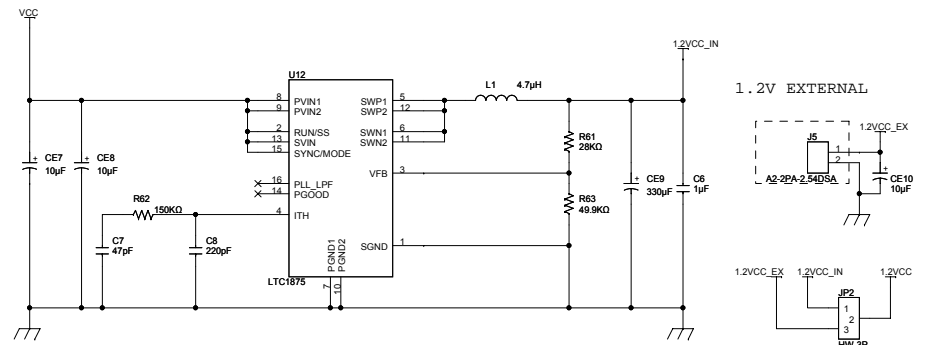 VCC
1.2VCC_IN
U12
L1 4.7µH
8 PVIN1 SWP1 5
9 PVIN2 SWP2 12
2 RUN/SS SWN1 6
13 SVIN SWN2 11
15 SYNC/MODE
16 PLL_LPF VFB 3
14 PGOOD
4 ITH
SGND 1
PGND1
PGND2
7
10
LTC1875
CE7
10µF
CE8
10µF
R62
150KΩ
C7
47pF
C8
220pF
R61
28KΩ
R63
49.9KΩ
CE9
330µF
C6
1µF
1.2V EXTERNAL
J5
1.2VCC_EX
1
2
A2-2PA-2.54DSA
CE10
10µF
1.2VCC_EX 1.2VCC_IN 1.2VCC
JP2
1
2
3
HW-3P